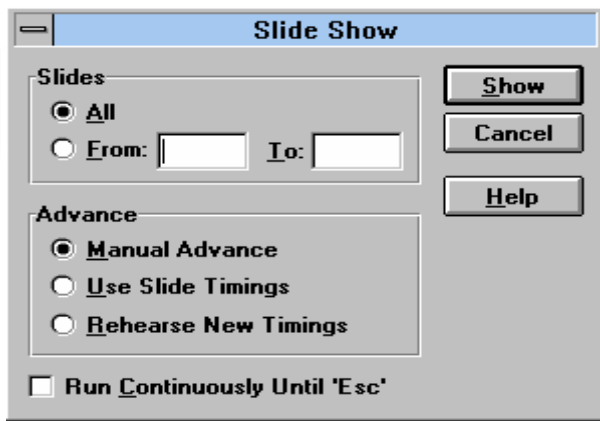 Slide Show
Slides
All
From: To:
Show
Cancel
Help
Advance
Manual Advance
Use Slide Timings
Rehearse New Timings
Run Continuously Until 'Esc'